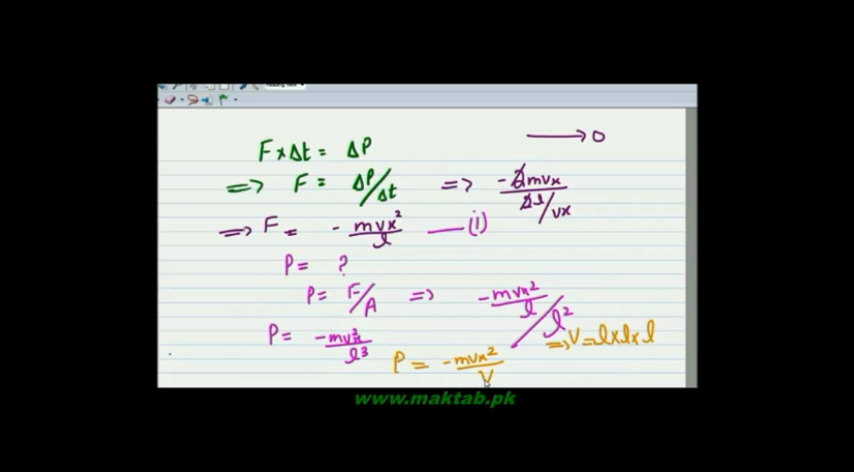 F × Δt = ΔP
⟶ 0
⇒ F = ΔP/Δt ⇒ -2mvx / 2l/vx
⇒ F = - mvx²/l —(i)
P = ?
P = F/A ⇒ -mvx²/l / l²
P = -mvx²/l³
⇒ V = l×l×l
P = -mvx²/V
www.maktab.pk